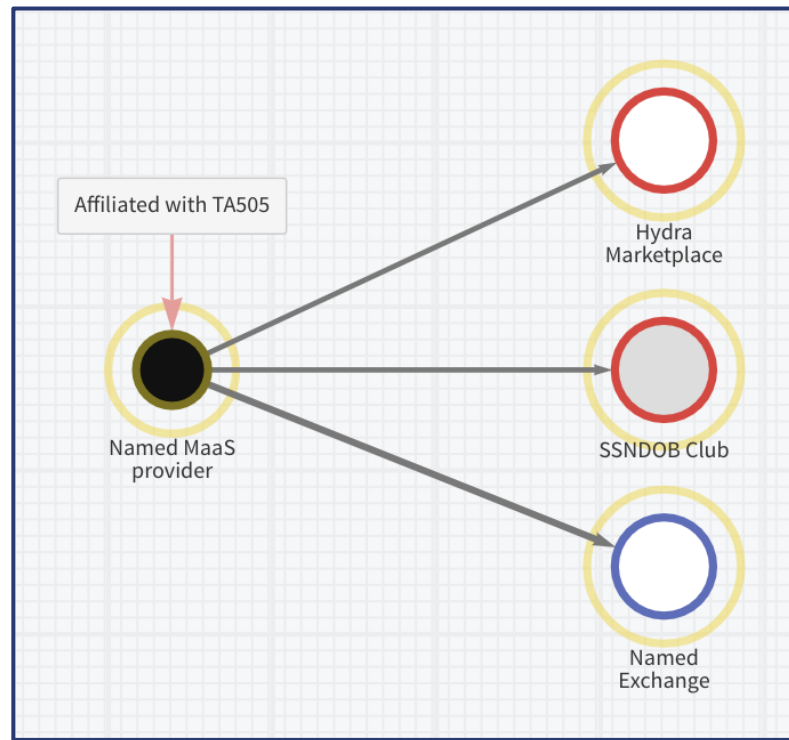 Affiliated with TA505
Named MaaS
provider
Hydra
Marketplace
SSNDOB Club
Named
Exchange